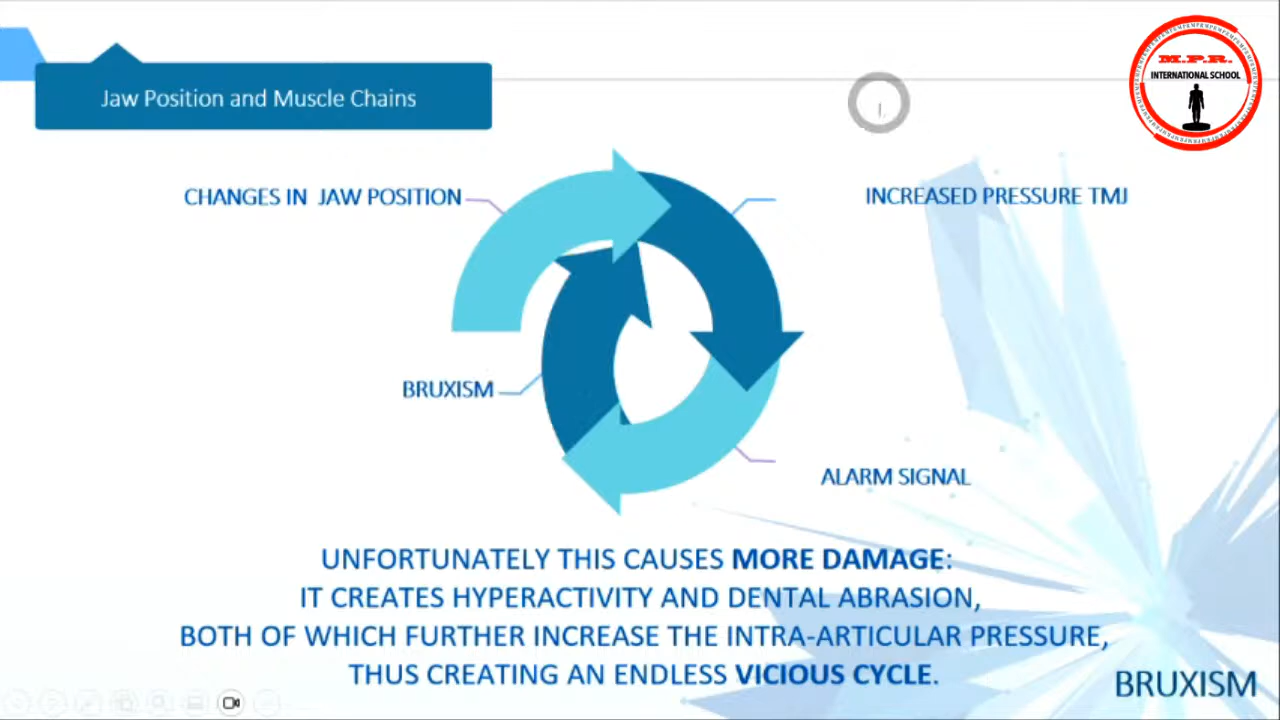 Jaw Position and Muscle Chains
M.P.R.
INTERNATIONAL SCHOOL
CHANGES IN JAW POSITION
INCREASED PRESSURE TMJ
BRUXISM
ALARM SIGNAL
UNFORTUNATELY THIS CAUSES MORE DAMAGE:
IT CREATES HYPERACTIVITY AND DENTAL ABRASION,
BOTH OF WHICH FURTHER INCREASE THE INTRA-ARTICULAR PRESSURE,
THUS CREATING AN ENDLESS VICIOUS CYCLE.
BRUXISM